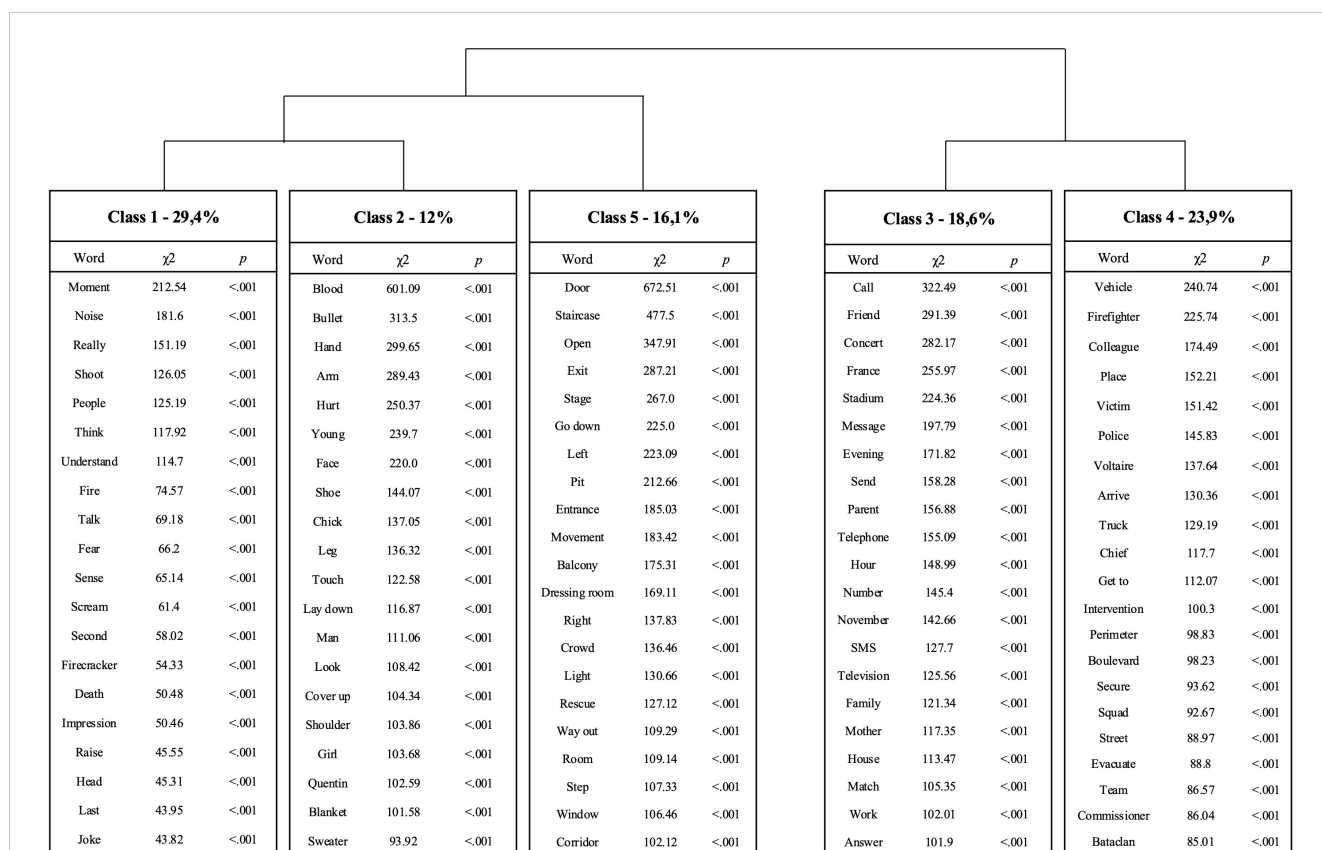 Class 1 - 29,4%
Word χ2 p
Moment 212.54 <.001
Noise 181.6 <.001
Really 151.19 <.001
Shoot 126.05 <.001
People 125.19 <.001
Think 117.92 <.001
Understand 114.7 <.001
Fire 74.57 <.001
Talk 69.18 <.001
Fear 66.2 <.001
Sense 65.14 <.001
Scream 61.4 <.001
Second 58.02 <.001
Firecracker 54.33 <.001
Death 50.48 <.001
Impression 50.46 <.001
Raise 45.55 <.001
Head 45.31 <.001
Last 43.95 <.001
Joke 43.82 <.001
Class 2 - 12%
Word χ2 p
Blood 601.09 <.001
Bullet 313.5 <.001
Hand 299.65 <.001
Arm 289.43 <.001
Hurt 250.37 <.001
Young 239.7 <.001
Face 220.0 <.001
Shoe 144.07 <.001
Chick 137.05 <.001
Leg 136.32 <.001
Touch 122.58 <.001
Lay down 116.87 <.001
Man 111.06 <.001
Look 108.42 <.001
Cover up 104.34 <.001
Shoulder 103.86 <.001
Girl 103.68 <.001
Quentin 102.59 <.001
Blanket 101.58 <.001
Sweater 93.92 <.001
Class 5 - 16,1%
Word χ2 p
Door 672.51 <.001
Staircase 477.5 <.001
Open 347.91 <.001
Exit 287.21 <.001
Stage 267.0 <.001
Go down 225.0 <.001
Left 223.09 <.001
Pit 212.66 <.001
Entrance 185.03 <.001
Movement 183.42 <.001
Balcony 175.31 <.001
Dressing room 169.11 <.001
Right 137.83 <.001
Crowd 136.46 <.001
Light 130.66 <.001
Rescue 127.12 <.001
Way out 109.29 <.001
Room 109.14 <.001
Step 107.33 <.001
Window 106.46 <.001
Corridor 102.12 <.001
Class 3 - 18,6%
Word χ2 p
Call 322.49 <.001
Friend 291.39 <.001
Concert 282.17 <.001
France 255.97 <.001
Stadium 224.36 <.001
Message 197.79 <.001
Evening 171.82 <.001
Send 158.28 <.001
Parent 156.88 <.001
Telephone 155.09 <.001
Hour 148.99 <.001
Number 145.4 <.001
November 142.66 <.001
SMS 127.7 <.001
Television 125.56 <.001
Family 121.34 <.001
Mother 117.35 <.001
House 113.47 <.001
Match 105.35 <.001
Work 102.01 <.001
Answer 101.9 <.001
Class 4 - 23,9%
Word χ2 p
Vehicle 240.74 <.001
Firefighter 225.74 <.001
Colleague 174.49 <.001
Place 152.21 <.001
Victim 151.42 <.001
Police 145.83 <.001
Voltaire 137.64 <.001
Arrive 130.36 <.001
Truck 129.19 <.001
Chief 117.7 <.001
Get to 112.07 <.001
Intervention 100.3 <.001
Perimeter 98.83 <.001
Boulevard 98.23 <.001
Secure 93.62 <.001
Squad 92.67 <.001
Street 88.97 <.001
Evacuate 88.8 <.001
Team 86.57 <.001
Commissioner 86.04 <.001
Bataclan 85.01 <.001